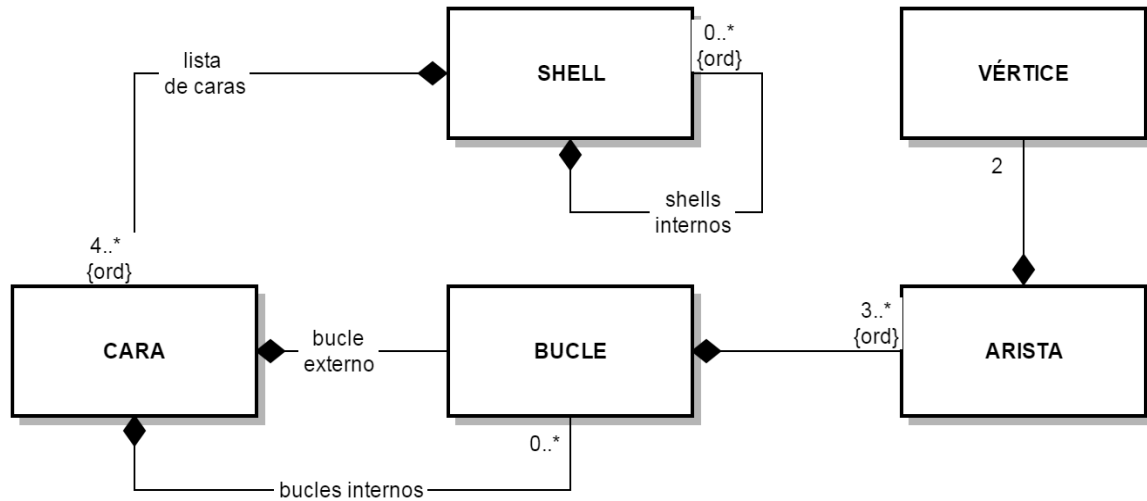 0..*
{ord}
lista
de caras
SHELL
VÉRTICE
2
shells
internos
4..*
{ord}
3..*
{ord}
CARA
bucle
externo
BUCLE
ARISTA
0..*
bucles internos